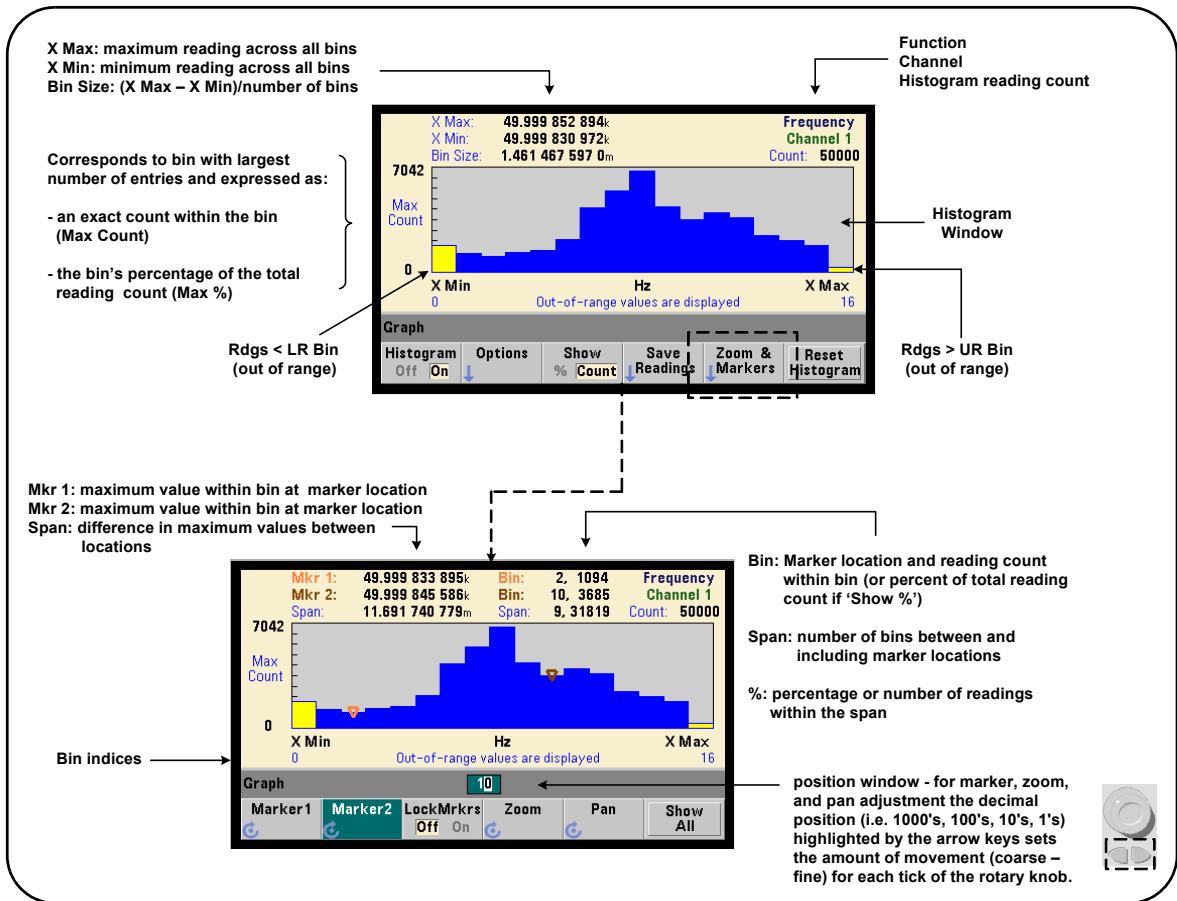 X Max: maximum reading across all bins
X Min: minimum reading across all bins
Bin Size: (X Max – X Min)/number of bins
Function
Channel
Histogram reading count
Corresponds to bin with largest
number of entries and expressed as:
- an exact count within the bin
(Max Count)
- the bin's percentage of the total
reading count (Max %)
X Max: 49.999 852 894k
X Min: 49.999 830 972k
Bin Size: 1.461 467 597 0m
Frequency
Channel 1
Count: 50000
7042
Max
Count
0
X Min Hz X Max
0 Out-of-range values are displayed 16
Graph
Histogram
Off On
Options
Show
% Count
Save
Readings
Zoom &
Markers
Reset
Histogram
Histogram
Window
Rdgs < LR Bin
(out of range)
Rdgs > UR Bin
(out of range)
Mkr 1: maximum value within bin at marker location
Mkr 2: maximum value within bin at marker location
Span: difference in maximum values between
locations
Mkr 1: 49.999 833 895k Bin: 2, 1094 Frequency
Mkr 2: 49.999 845 586k Bin: 10, 3685 Channel 1
Span: 11.691 740 779m Span: 9, 31819 Count: 50000
7042
Max
Count
0
X Min Hz X Max
0 Out-of-range values are displayed 16
Graph 10
Marker1
Marker2
LockMrkrs
Off On
Zoom
Pan
Show
All
Bin indices
Bin: Marker location and reading count
within bin (or percent of total reading
count if 'Show %')
Span: number of bins between and
including marker locations
%: percentage or number of readings
within the span
position window - for marker, zoom,
and pan adjustment the decimal
position (i.e. 1000's, 100's, 10's, 1's)
highlighted by the arrow keys sets
the amount of movement (coarse –
fine) for each tick of the rotary knob.